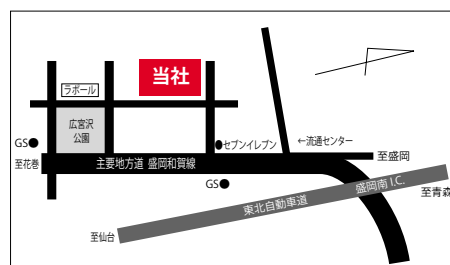 当社
ラボール
広宮沢
公園
GS
セブンイレブン
←流通センター
至盛岡
至花巻
主要地方道 盛岡和賀線
GS
盛岡南 I.C.
至青森
東北自動車道
至仙台